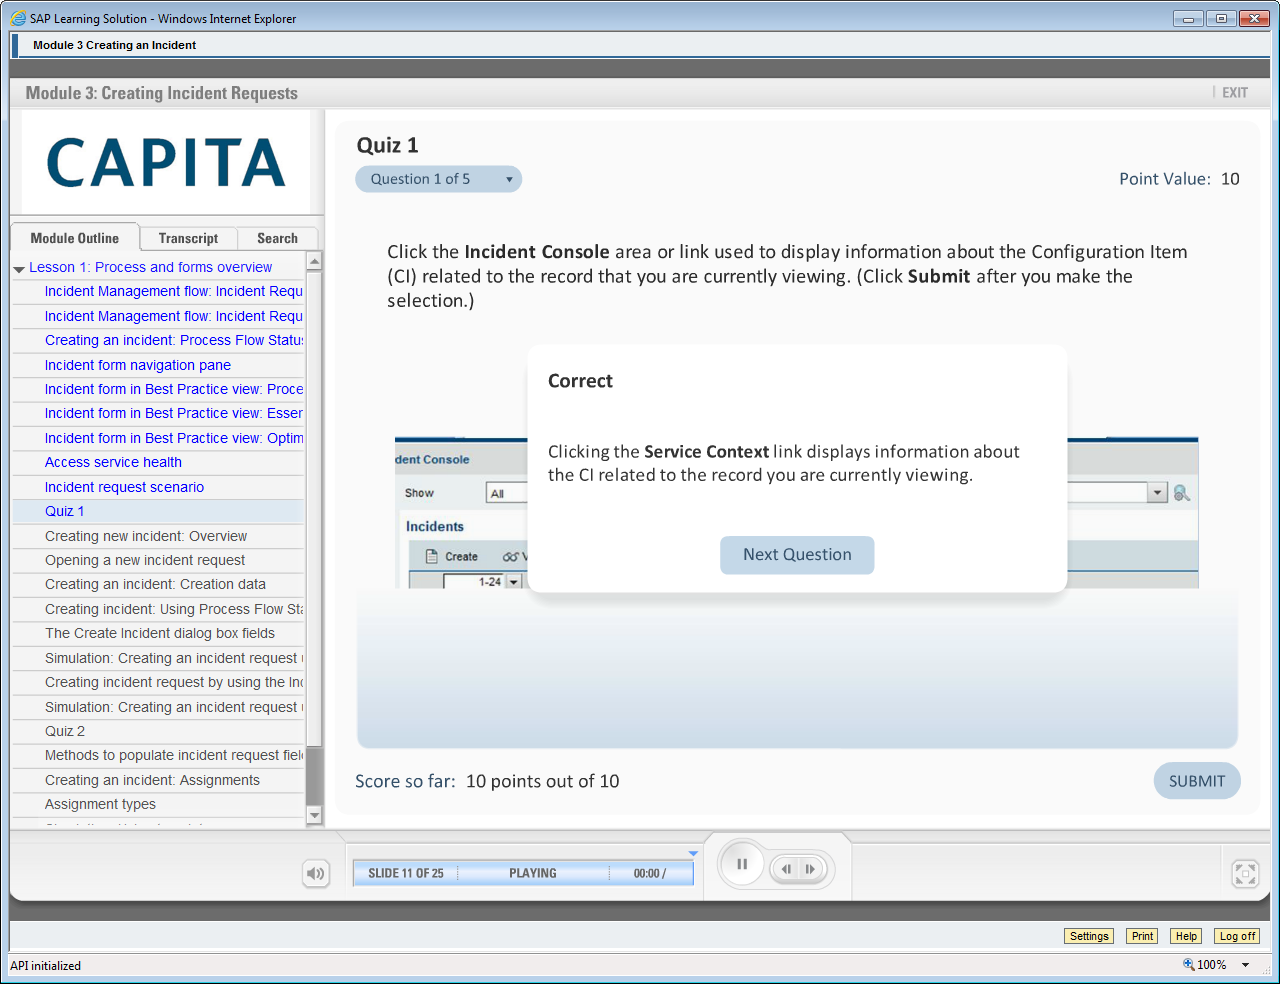 SAP Learning Solution - Windows Internet Explorer
Module 3 Creating an Incident
Module 3: Creating Incident Requests
EXIT
CAPITA
Module Outline
Transcript
Search
Lesson 1: Process and forms overview
Incident Management flow: Incident Requ
Incident Management flow: Incident Requ
Creating an incident: Process Flow Statu
Incident form navigation pane
Incident form in Best Practice view: Proce
Incident form in Best Practice view: Essen
Incident form in Best Practice view: Optim
Access service health
Incident request scenario
Quiz 1
Creating new incident: Overview
Opening a new incident request
Creating an incident: Creation data
Creating incident: Using Process Flow Sta
The Create Incident dialog box fields
Simulation: Creating an incident request
Creating incident request by using the Inc
Simulation: Creating an incident request
Quiz 2
Methods to populate incident request field
Creating an incident: Assignments
Assignment types
Quiz 1
Question 1 of 5
Point Value: 10
Click the Incident Console area or link used to display information about the Configuration Item
(CI) related to the record that you are currently viewing. (Click Submit after you make the
selection.)
Correct
Clicking the Service Context link displays information about
the CI related to the record you are currently viewing.
Next Question
dent Console
Show
All
Incidents
Create
V
1-24
Score so far: 10 points out of 10
SUBMIT
SLIDE 11 OF 25
PLAYING
00:00 /
Settings
Print
Help
Log off
API initialized
100%